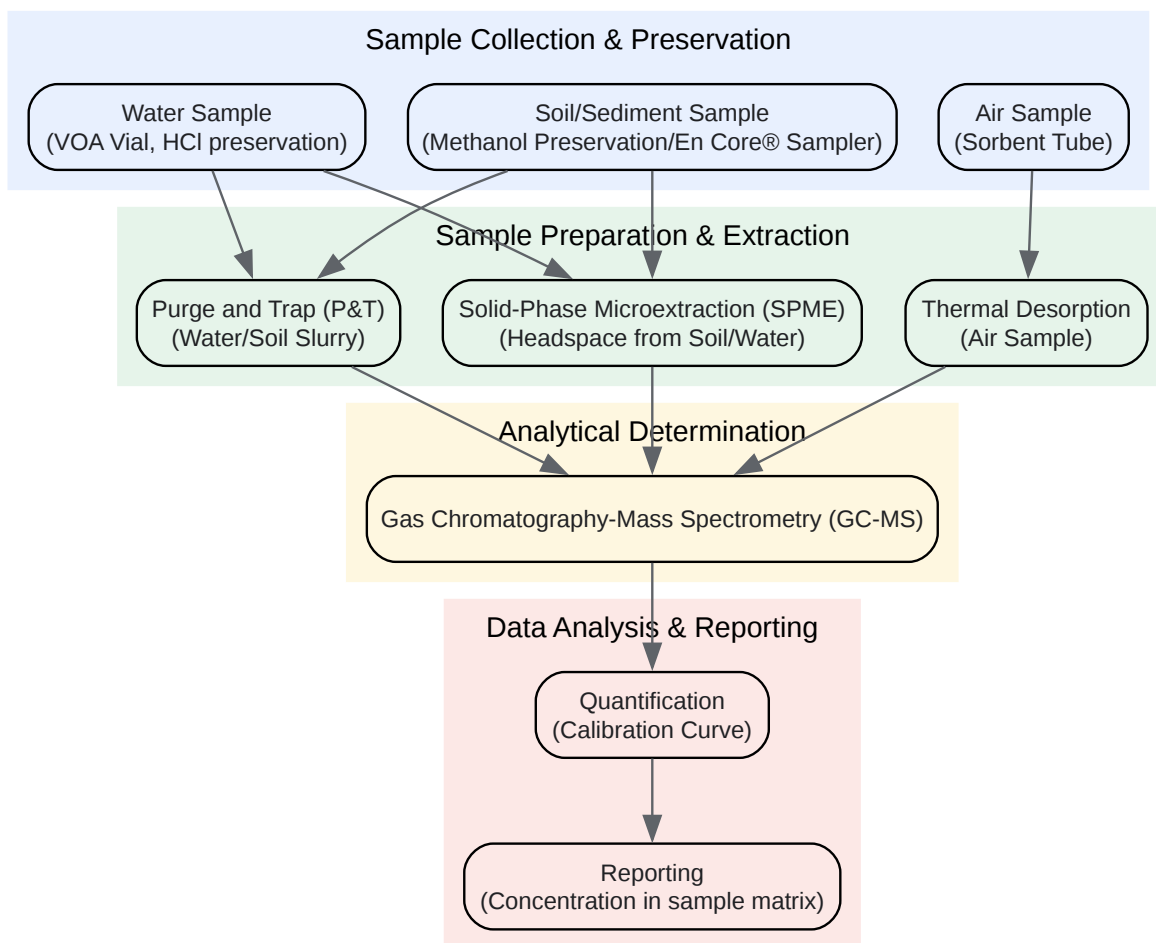 Sample Collection & Preservation
Water Sample
(VOA Vial, HCl preservation)
Soil/Sediment Sample
(Methanol Preservation/En Core® Sampler)
Air Sample
(Sorbent Tube)
Sample Preparation & Extraction
Purge and Trap (P&T)
(Water/Soil Slurry)
Solid-Phase Microextraction (SPME)
(Headspace from Soil/Water)
Thermal Desorption
(Air Sample)
Analytical Determination
Gas Chromatography-Mass Spectrometry (GC-MS)
Data Analysis & Reporting
Quantification
(Calibration Curve)
Reporting
(Concentration in sample matrix)